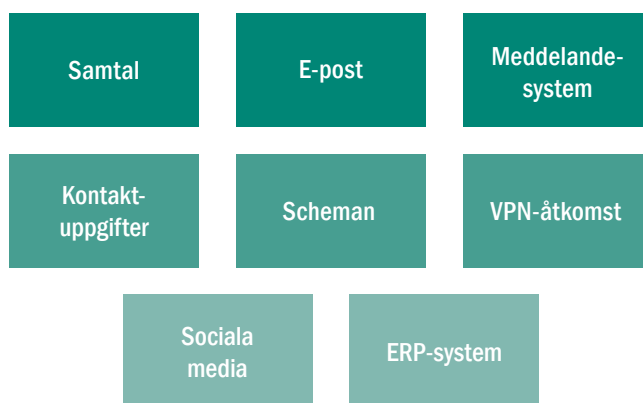 Samtal
E-post
Meddelande-
system
Kontakt-
uppgifter
Scheman
VPN-åtkomst
Sociala
media
ERP-system